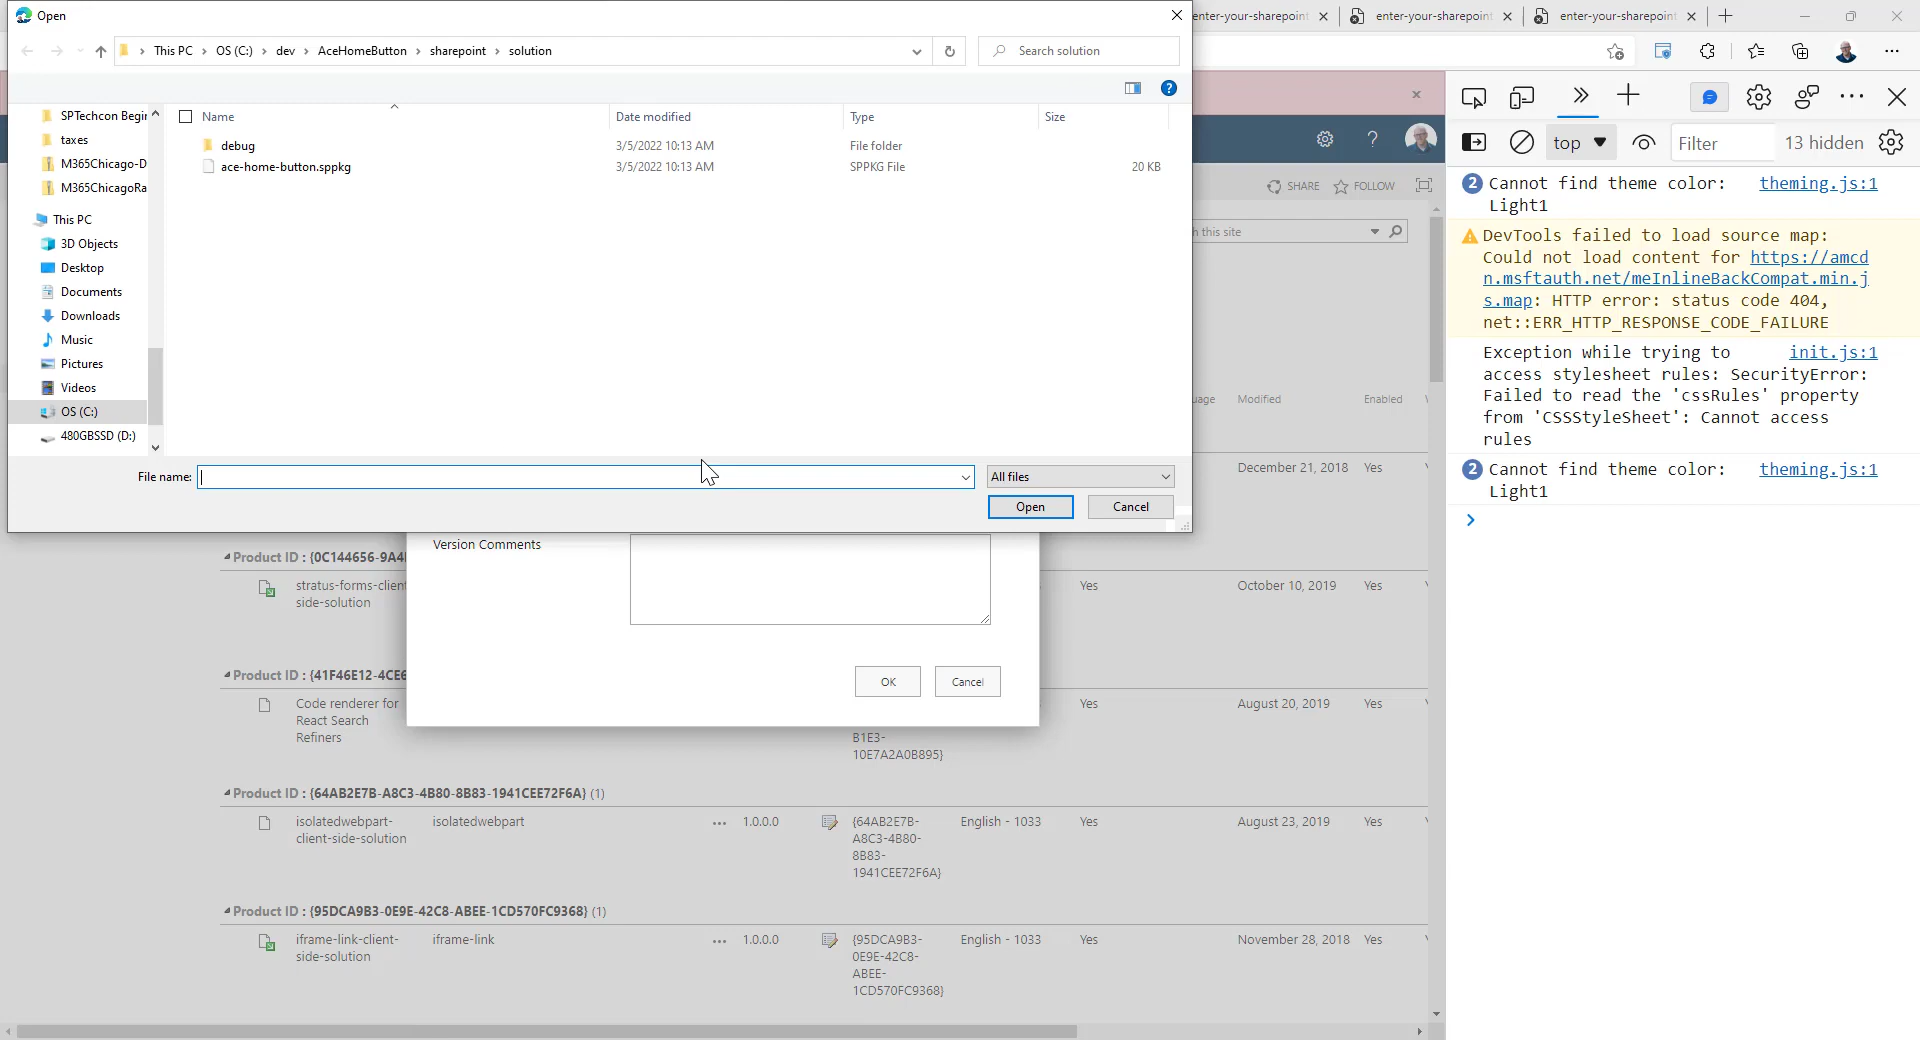 Open
enter-your-sharepoint
enter-your-sharepoint
enter-your-sharepoint
This PC
OS (C:)
dev
AceHomeButton
sharepoint
solution
Search solution
Name
Date modified
Type
Size
debug
3/5/2022 10:13 AM
File folder
ace-home-button.sppkg
3/5/2022 10:13 AM
SPPKG File
20 KB
SPTechcon Begin
taxes
M365Chicago-D
M365ChicagoRa
This PC
3D Objects
Desktop
Documents
Downloads
Music
Pictures
Videos
OS (C:)
480GBSSD (D:)
File name:
All files
Open
Cancel
SHARE
FOLLOW
h this site
uage
Modified
Enabled
December 21, 2018
Yes
Version Comments
OK
Cancel
Product ID : {0C144656-9A4
stratus-forms-client
side-solution
Yes
October 10, 2019
Yes
Product ID : {41F46E12-4CE6
Code renderer for
React Search
Refiners
B1E3-
10E7A2A0B895}
Yes
August 20, 2019
Yes
Product ID : {64AB2E7B-A8C3-4B80-8B83-1941CEE72F6A} (1)
isolatedwebpart-
client-side-solution
isolatedwebpart
...
1.0.0.0
{64AB2E7B-
A8C3-4B80-
8B83-
1941CEE72F6A}
English - 1033
Yes
August 23, 2019
Yes
Product ID : {95DCA9B3-0E9E-42C8-ABEE-1CD570FC9368} (1)
iframe-link-client-
side-solution
iframe-link
...
1.0.0.0
{95DCA9B3-
0E9E-42C8-
ABEE-
1CD570FC9368}
English - 1033
Yes
November 28, 2018
Yes
top
Filter
13 hidden
2 Cannot find theme color: theming.js:1
Light1
DevTools failed to load source map:
Could not load content for https://amcd
n.msftauth.net/meInlineBackCompat.min.j
s.map: HTTP error: status code 404,
net::ERR_HTTP_RESPONSE_CODE_FAILURE
Exception while trying to init.js:1
access stylesheet rules: SecurityError:
Failed to read the 'cssRules' property
from 'CSSStyleSheet': Cannot access
rules
2 Cannot find theme color: theming.js:1
Light1